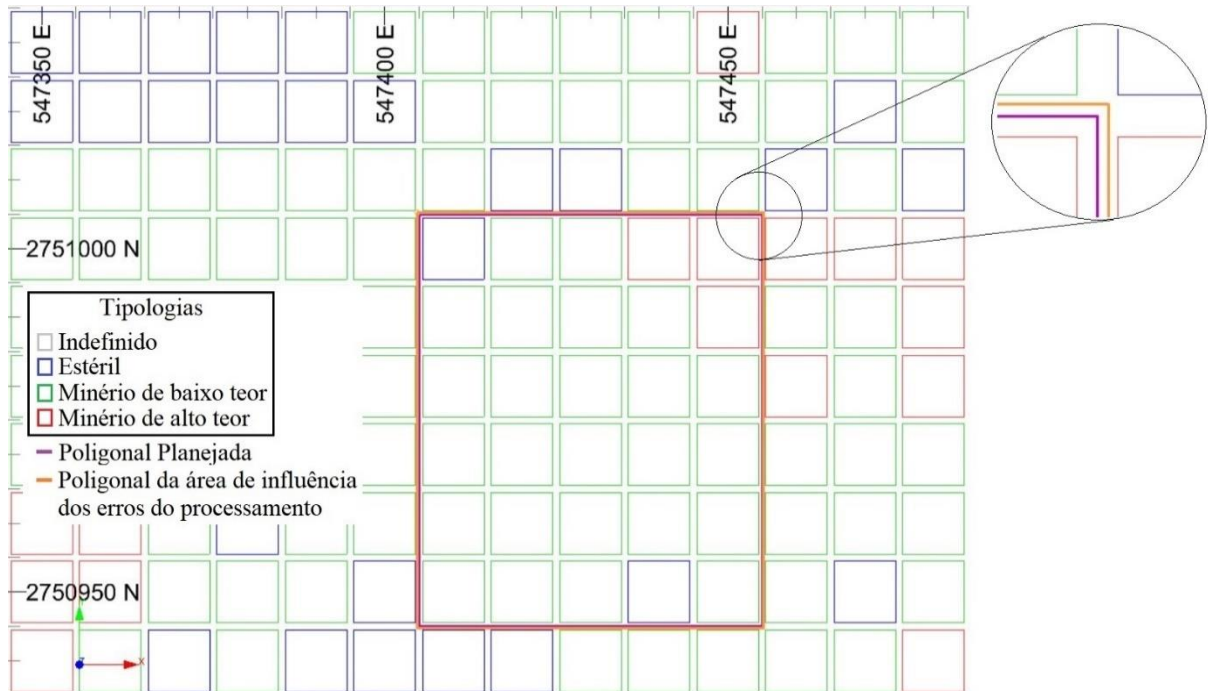 547350 E
547400 E
547450 E
2751000 N
Tipologias
Indefinido
Estéril
Minério de baixo teor
Minério de alto teor
Poligonal Planejada
Poligonal da área de influência
dos erros do processamento
2750950 N
X